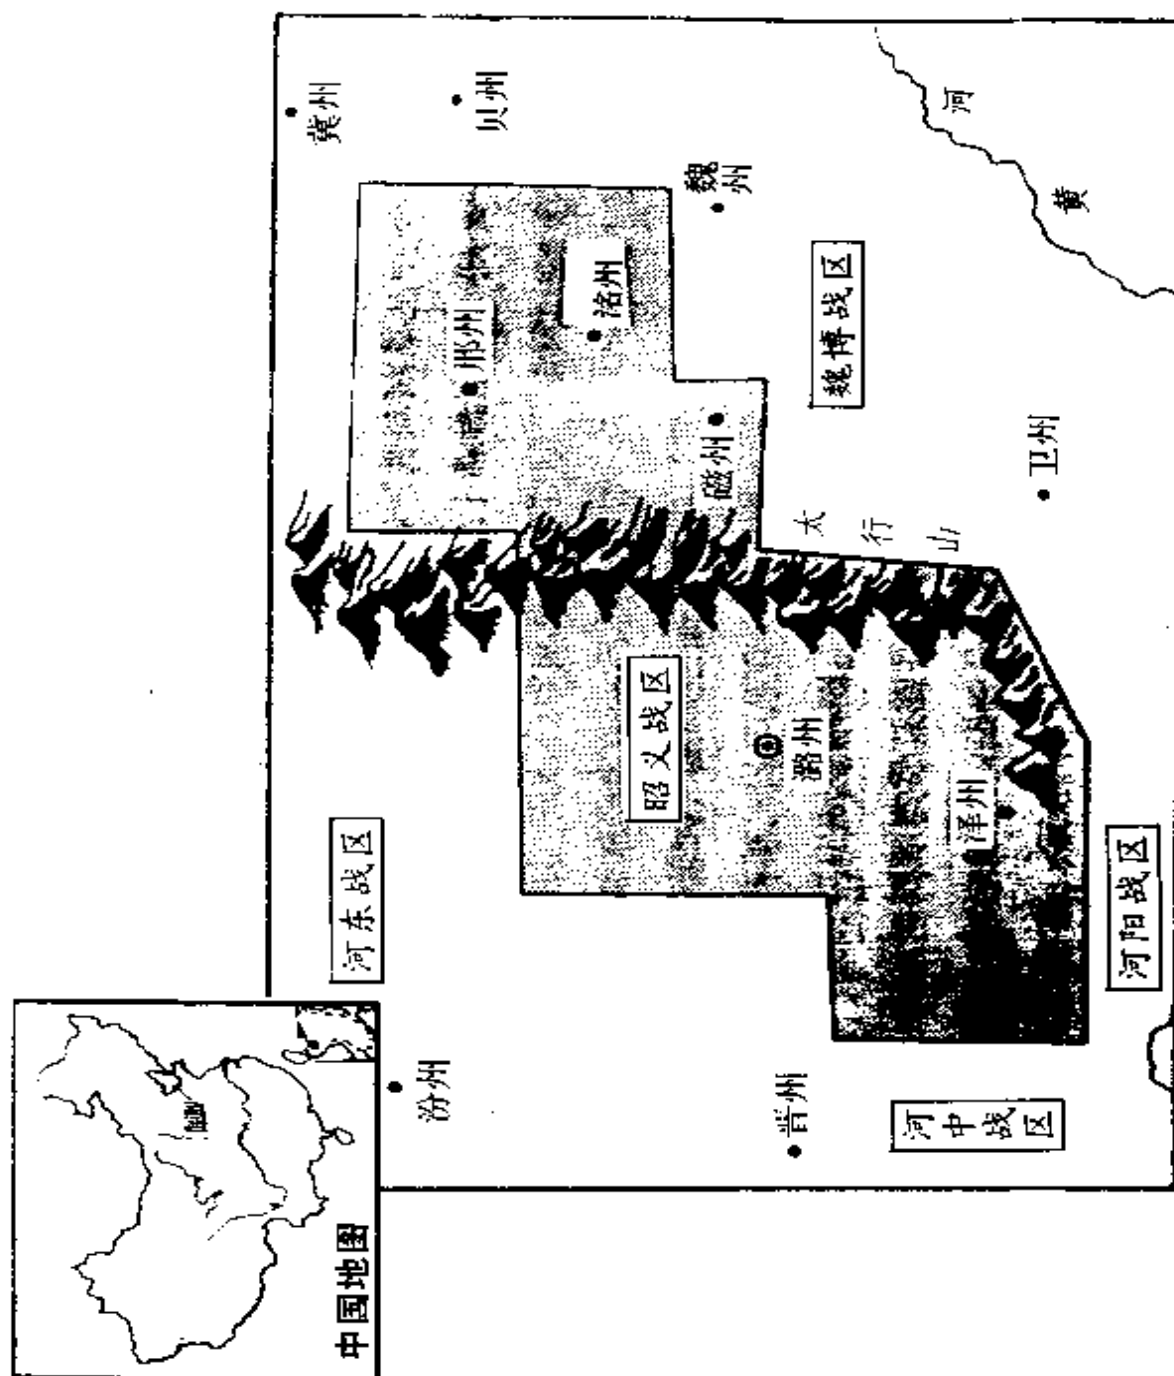 中国地图
冀州
河东战区
汾州
贝州
邢州
洺州
昭义战区
魏州
磁州
潞州
太行山
魏博战区
晋州
河中战区
泽州
卫州
黄河
河阳战区